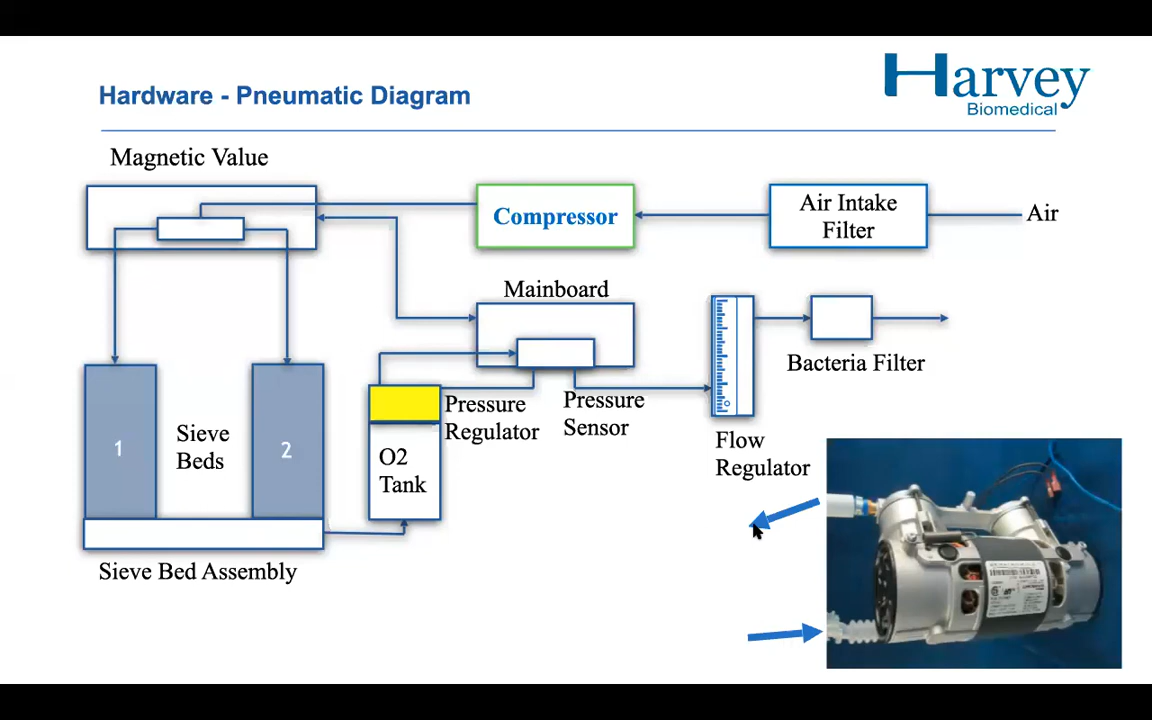 Harvey
Biomedical
Hardware - Pneumatic Diagram
Magnetic Value
Compressor
Air Intake
Filter
Air
Mainboard
Bacteria Filter
1
Sieve
Beds
2
Pressure
Regulator
Pressure
Sensor
O2
Tank
Flow
Regulator
Sieve Bed Assembly